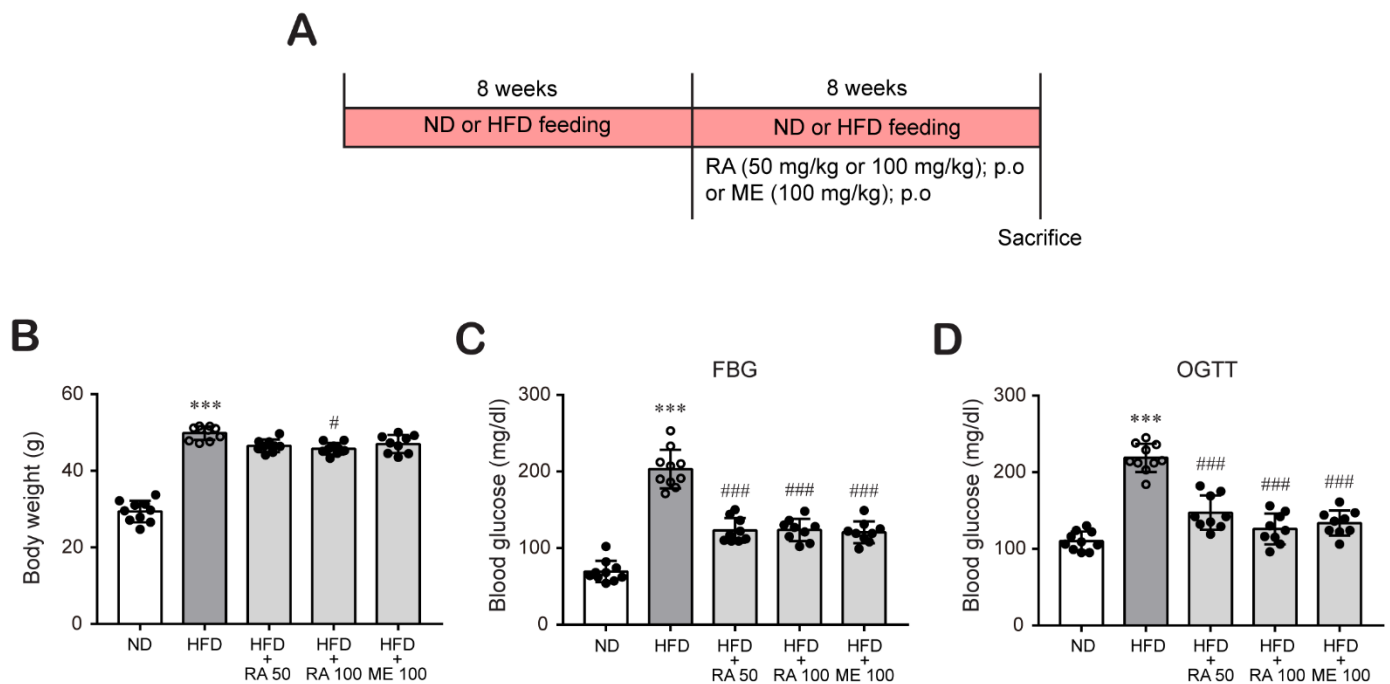 A
8 weeks
8 weeks
ND or HFD feeding
ND or HFD feeding
RA (50 mg/kg or 100 mg/kg); p.o
or ME (100 mg/kg); p.o
Sacrifice
B
Body weight (g)
60
40
20
0
***
#
ND
HFD
HFD
+
RA 50
HFD
+
RA 100
HFD
+
ME 100
C
FBG
Blood glucose (mg/dl)
300
200
100
0
***
###
###
###
ND
HFD
HFD
+
RA 50
HFD
+
RA 100
HFD
+
ME 100
D
OGTT
Blood glucose (mg/dl)
300
200
100
0
***
###
###
###
ND
HFD
HFD
+
RA 50
HFD
+
RA 100
HFD
+
ME 100